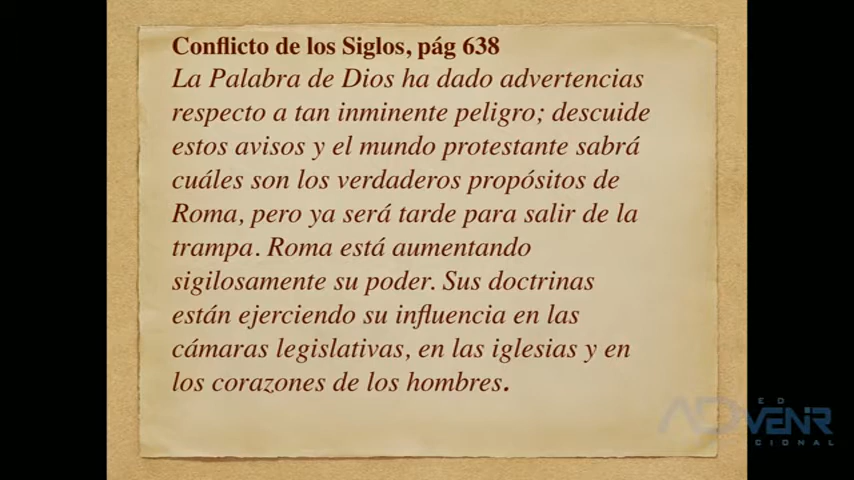 Conflicto de los Siglos, pág 638
La Palabra de Dios ha dado advertencias
respecto a tan inminente peligro; descuide
estos avisos y el mundo protestante sabrá
cuáles son los verdaderos propósitos de
Roma, pero ya será tarde para salir de la
trampa. Roma está aumentando
sigilosamente su poder. Sus doctrinas
están ejerciendo su influencia en las
cámaras legislativas, en las iglesias y en
los corazones de los hombres.
ED
ADVENIR
CIONAL